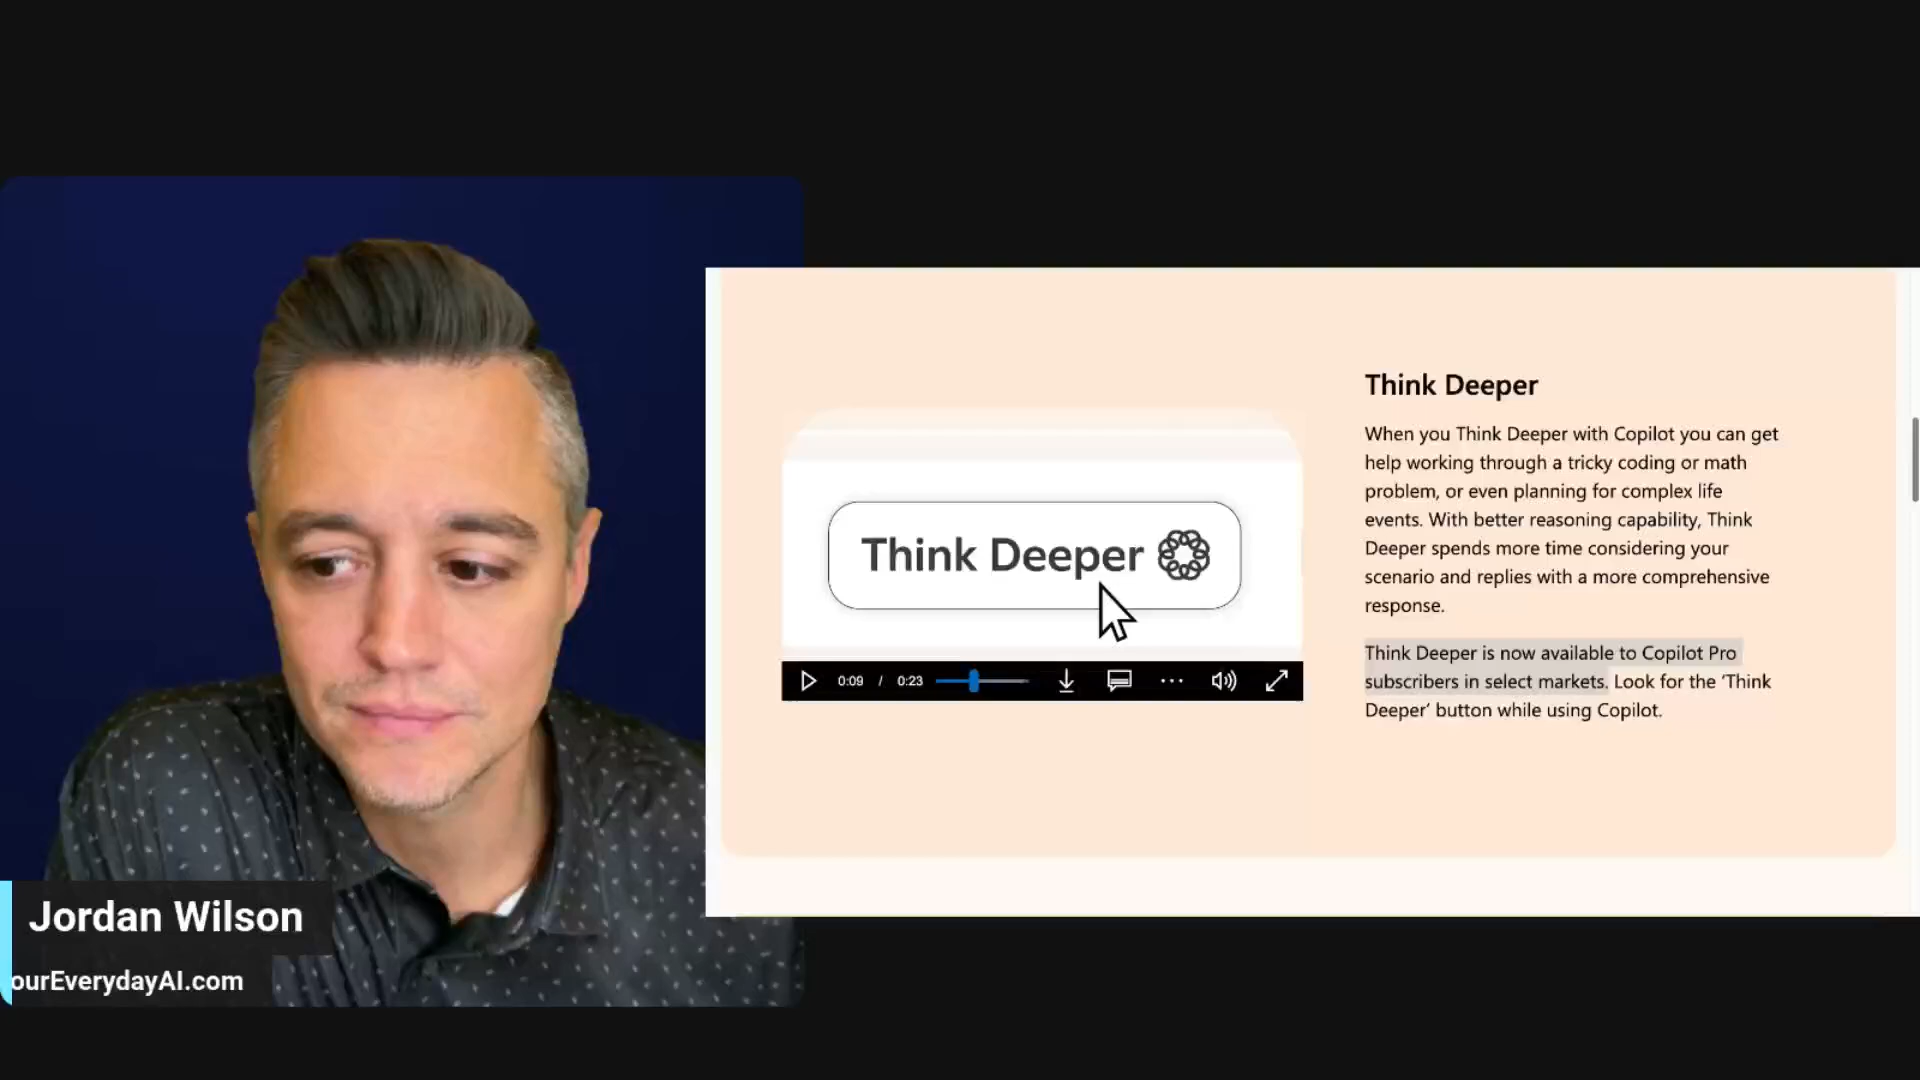 Think Deeper
When you Think Deeper with Copilot you can get
help working through a tricky coding or math
problem, or even planning for complex life
events. With better reasoning capability, Think
Deeper spends more time considering your
scenario and replies with a more comprehensive
response.
Think Deeper is now available to Copilot Pro
subscribers in select markets. Look for the ‘Think
Deeper’ button while using Copilot.
Think Deeper
0:09 / 0:23
Jordan Wilson
ourEverydayAI.com